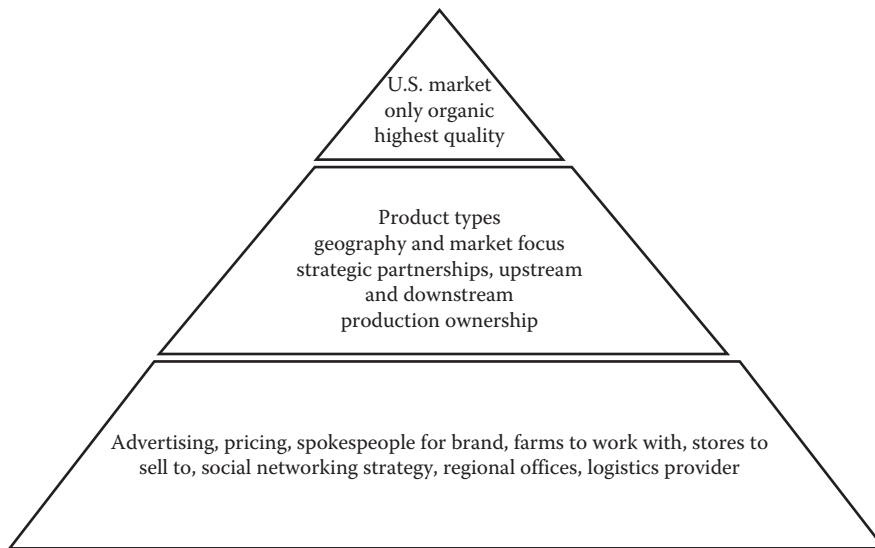 U.S. market
only organic
highest quality
Product types
geography and market focus
strategic partnerships, upstream
and downstream
production ownership
Advertising, pricing, spokespeople for brand, farms to work with, stores to
sell to, social networking strategy, regional offices, logistics provider